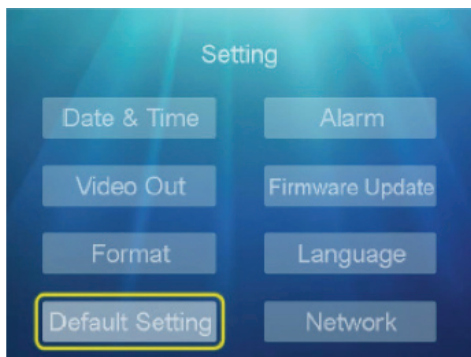 Setting
Date & Time
Alarm
Video Out
Firmware Update
Format
Language
Default Setting
Network